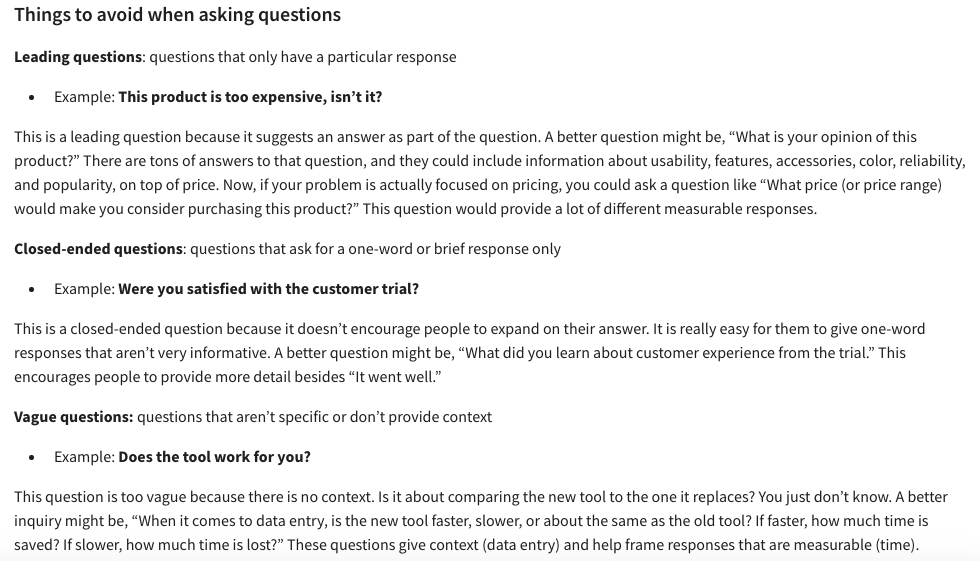 Things to avoid when asking questions
Leading questions: questions that only have a particular response
• Example: This product is too expensive, isn’t it?
This is a leading question because it suggests an answer as part of the question. A better question might be, “What is your opinion of this
product?” There are tons of answers to that question, and they could include information about usability, features, accessories, color, reliability,
and popularity, on top of price. Now, if your problem is actually focused on pricing, you could ask a question like “What price (or price range)
would make you consider purchasing this product?” This question would provide a lot of different measurable responses.
Closed-ended questions: questions that ask for a one-word or brief response only
• Example: Were you satisfied with the customer trial?
This is a closed-ended question because it doesn’t encourage people to expand on their answer. It is really easy for them to give one-word
responses that aren’t very informative. A better question might be, “What did you learn about customer experience from the trial.” This
encourages people to provide more detail besides “It went well.”
Vague questions: questions that aren’t specific or don’t provide context
• Example: Does the tool work for you?
This question is too vague because there is no context. Is it about comparing the new tool to the one it replaces? You just don’t know. A better
inquiry might be, “When it comes to data entry, is the new tool faster, slower, or about the same as the old tool? If faster, how much time is
saved? If slower, how much time is lost?” These questions give context (data entry) and help frame responses that are measurable (time).